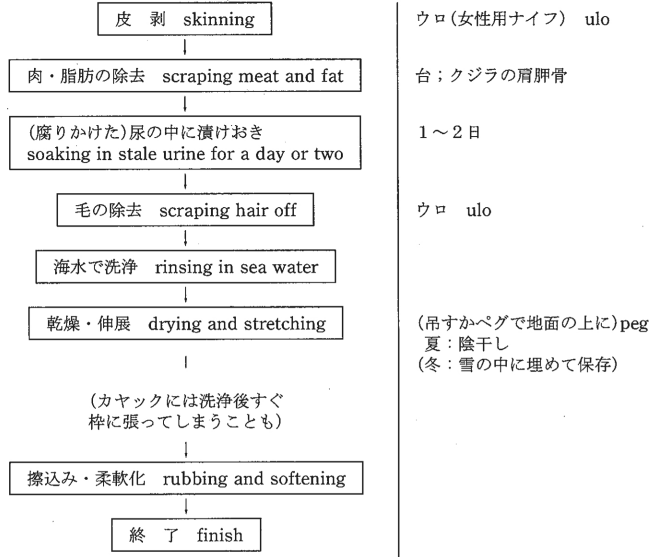 皮 剥 skinning
ウロ(女性用ナイフ) ulo
肉・脂肪の除去 scraping meat and fat
台；クジラの肩胛骨
(腐りかけた)尿の中に漬けおき
soaking in stale urine for a day or two
1～2日
毛の除去 scraping hair off
ウロ ulo
海水で洗浄 rinsing in sea water
乾燥・伸展 drying and stretching
(吊すかペグで地面の上に)peg
夏：陰干し
(冬：雪の中に埋めて保存)
(カヤックには洗浄後すぐ
枠に張ってしまうことも)
擦込み・柔軟化 rubbing and softening
終 了 finish